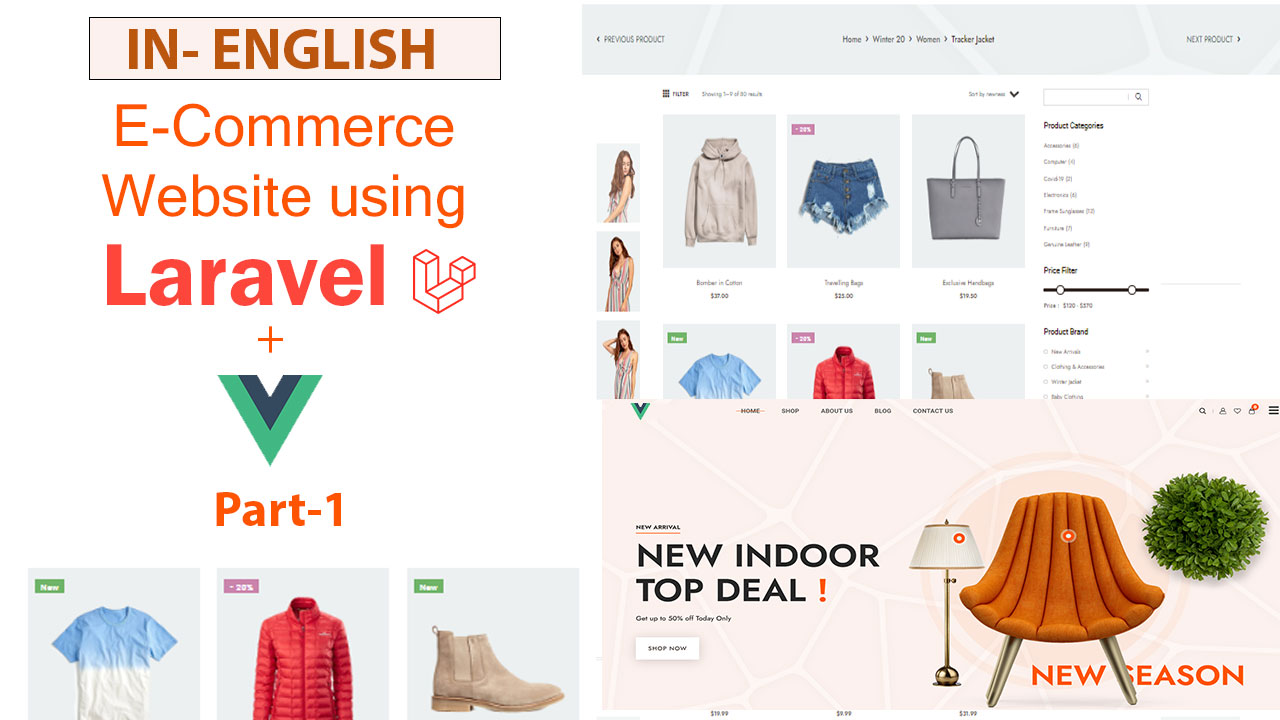 IN- ENGLISH
E-Commerce
Website using
Laravel
+
Part-1
New
- 20%
New
PREVIOUS PRODUCT
Home > Winter 20 > Women > Tracker Jacket
NEXT PRODUCT
FILTER
Showing 1–9 of 80 results
Sort by newness
- 20%
Bomber in Cotton
$37.00
Travelling Bags
$25.00
Exclusive Handbags
$19.50
New
- 20%
New
Product Categories
Accessories (6)
Computer (4)
Covid-19 (2)
Electronics (6)
Frame Sunglasses (12)
Furniture (7)
Genuine Leather (9)
Price Filter
Price : $130 - $570
Product Brand
New Arrivals
Clothing & Accessories
Winter Jacket
Baby Clothing
HOME
SHOP
ABOUT US
BLOG
CONTACT US
NEW ARRIVAL
NEW INDOOR
TOP DEAL !
Get up to 50% off Today Only
SHOP NOW
NEW SEASON
$19.99
$9.99
$31.99